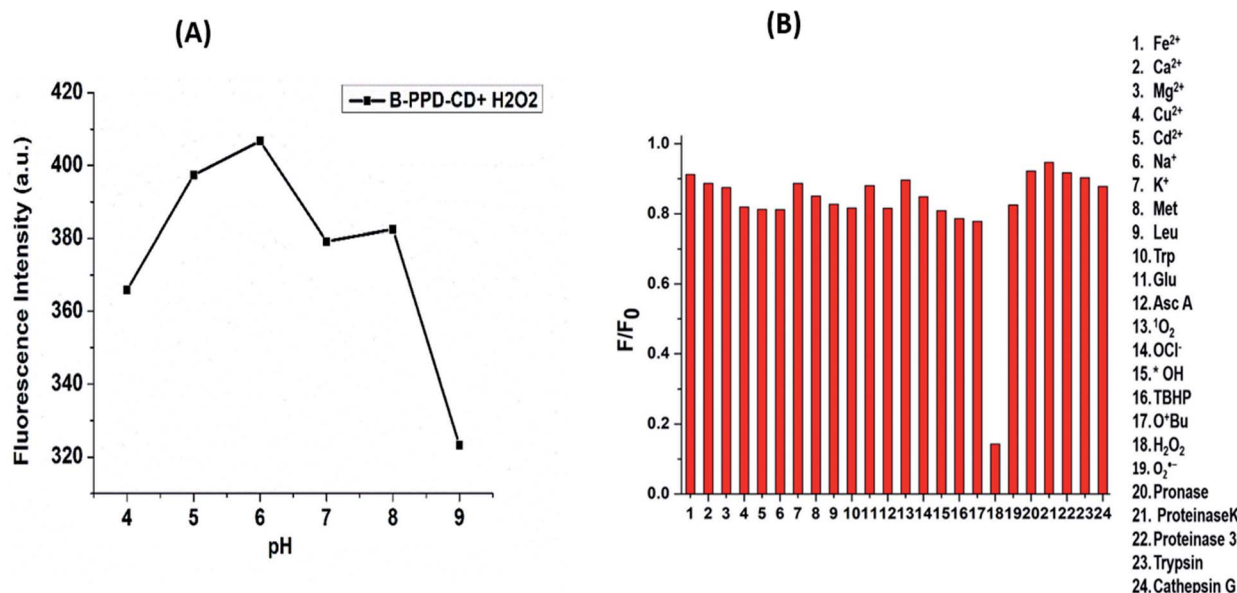 (A)
420
400
380
360
340
320
Fluorescence Intensity (a.u.)
B-PPD-CD+ H2O2
4 5 6 7 8 9
pH
(B)
1.0
0.8
0.6
0.4
0.2
0.0
F/F₀
1 2 3 4 5 6 7 8 9 10 11 12 13 14 15 16 17 18 19 20 21 22 23 24
1. Fe²⁺
2. Ca²⁺
3. Mg²⁺
4. Cu²⁺
5. Cd²⁺
6. Na⁺
7. K⁺
8. Met
9. Leu
10. Trp
11. Glu
12. Asc A
13. ¹O₂
14. OCl⁻
15. * OH
16. TBHP
17. O⁺Bu
18. H₂O₂
19. O₂•⁻
20. Pronase
21. ProteinaseK
22. Proteinase 3
23. Trypsin
24. Cathepsin G